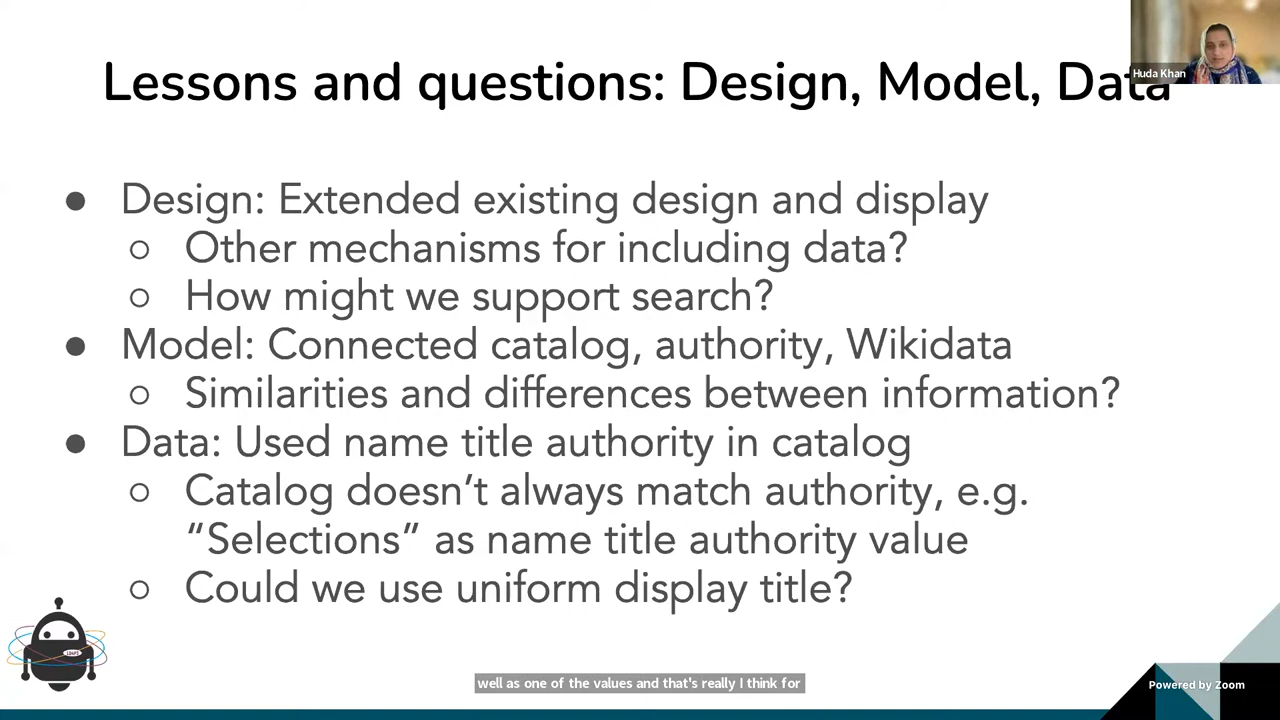 Huda Khan
Lessons and questions: Design, Model, Data
● Design: Extended existing design and display
○ Other mechanisms for including data?
○ How might we support search?
● Model: Connected catalog, authority, Wikidata
○ Similarities and differences between information?
● Data: Used name title authority in catalog
○ Catalog doesn’t always match authority, e.g.
“Selections” as name title authority value
○ Could we use uniform display title?
well as one of the values and that's really I think for
Powered by Zoom